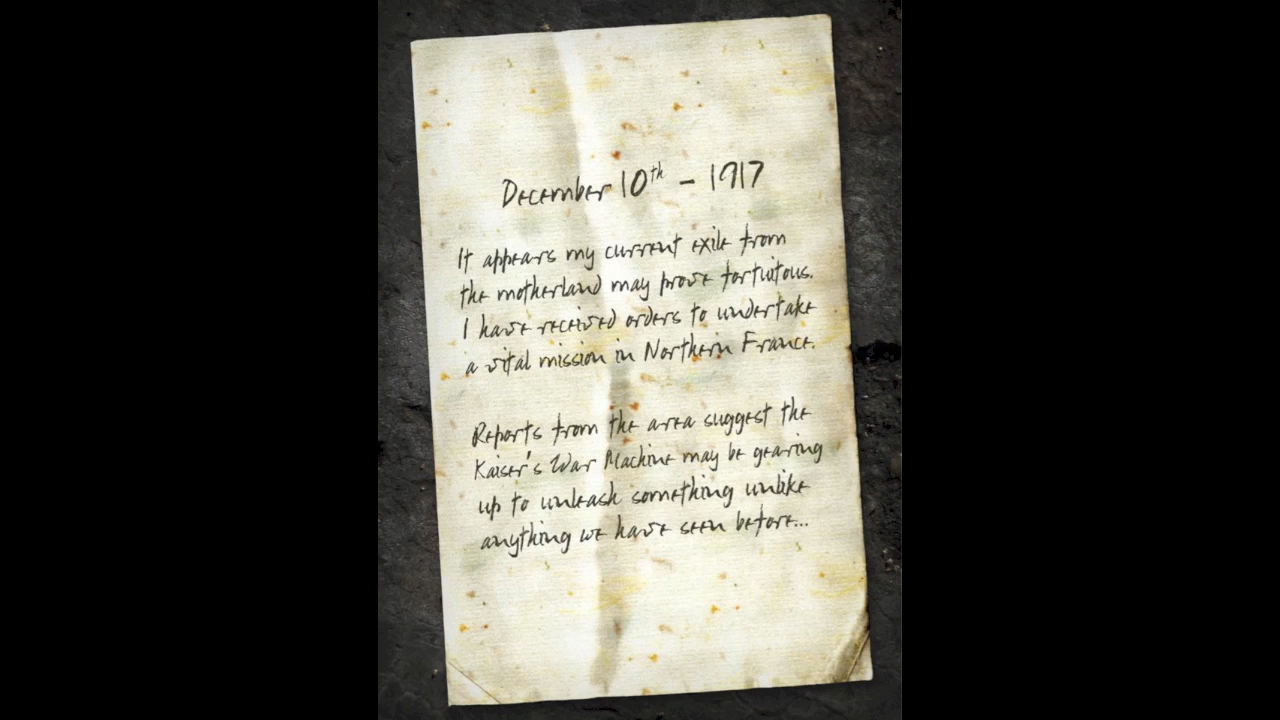 December 10th - 1917
It appears my current exile from
the motherland may prove fortuitous.
I have received orders to undertake
a vital mission in Northern France.
Reports from the area suggest the
Kaiser's War Machine may be gearing
up to unleash something unlike
anything we have seen before...